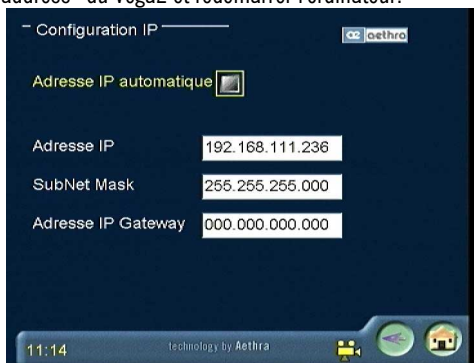 Configuration IP
aethra
Adresse IP automatique
Adresse IP 192.168.111.236
SubNet Mask 255.255.255.000
Adresse IP Gateway 000.000.000.000
11:14 technology by Aethra